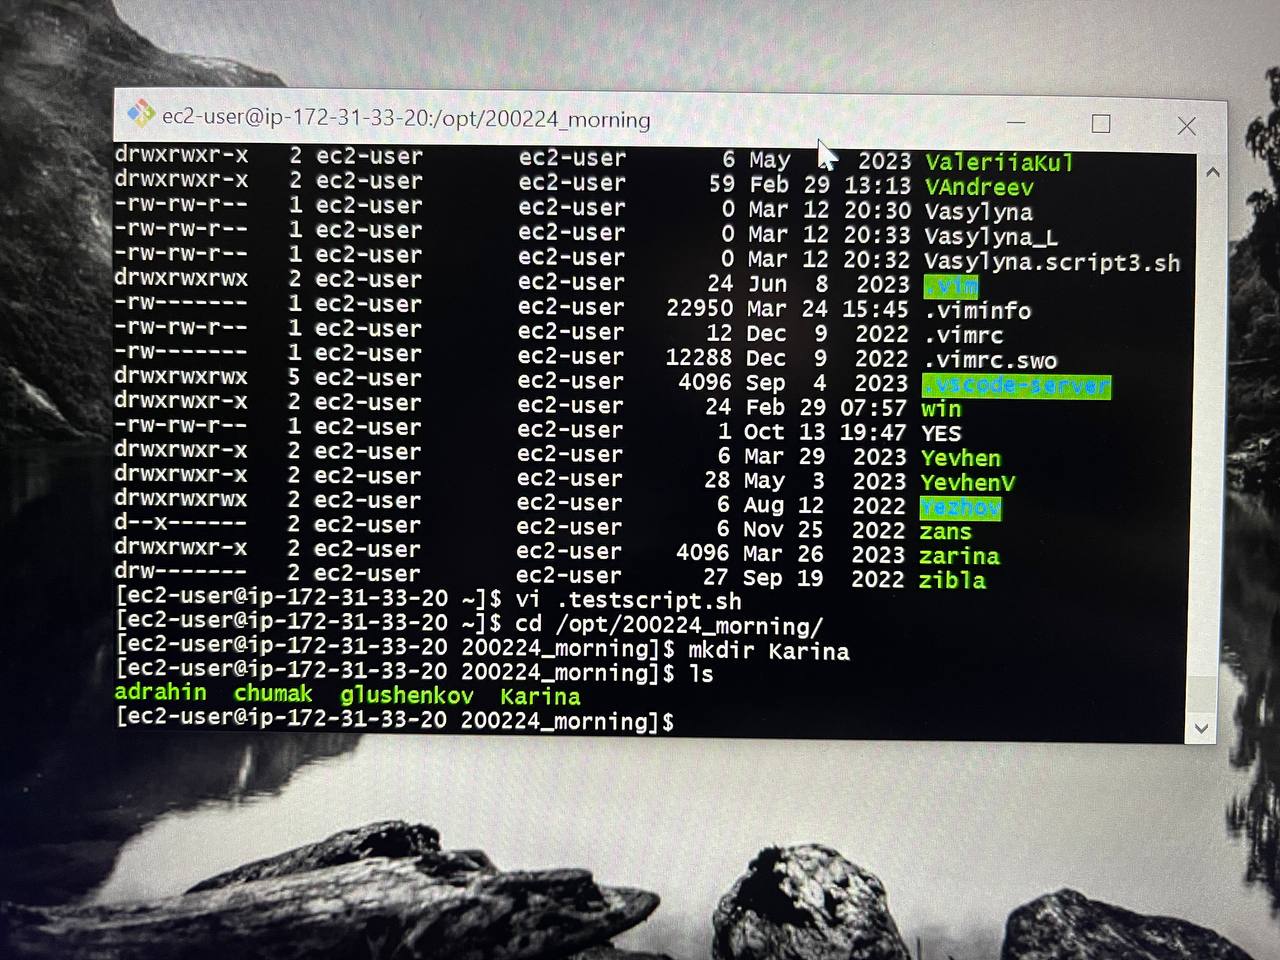 ec2-user@ip-172-31-33-20:/opt/200224_morning
drwxrwxr-x 2 ec2-user ec2-user 6 May 2023 ValeriiaKul
drwxrwxr-x 2 ec2-user ec2-user 59 Feb 29 13:13 VAndreev
-rw-rw-r-- 1 ec2-user ec2-user 0 Mar 12 20:30 Vasylyna
-rw-rw-r-- 1 ec2-user ec2-user 0 Mar 12 20:33 Vasylyna_L
-rw-rw-r-- 1 ec2-user ec2-user 0 Mar 12 20:32 Vasylyna.script3.sh
drwxrwxrwx 2 ec2-user ec2-user 24 Jun 8 2023 .vim
-rw------- 1 ec2-user ec2-user 22950 Mar 24 15:45 .viminfo
-rw-rw-r-- 1 ec2-user ec2-user 12 Dec 9 2022 .vimrc
-rw------- 1 ec2-user ec2-user 12288 Dec 9 2022 .vimrc.swo
drwxrwxrwx 5 ec2-user ec2-user 4096 Sep 4 2023 .vscode-server
drwxrwxr-x 2 ec2-user ec2-user 24 Feb 29 07:57 win
-rw-rw-r-- 1 ec2-user ec2-user 1 Oct 13 19:47 YES
drwxrwxr-x 2 ec2-user ec2-user 6 Mar 29 2023 Yevhen
drwxrwxr-x 2 ec2-user ec2-user 28 May 3 2023 YevhenV
drwxrwxrwx 2 ec2-user ec2-user 6 Aug 12 2022 Yezhov
d--x------ 2 ec2-user ec2-user 6 Nov 25 2022 zans
drwxrwxr-x 2 ec2-user ec2-user 4096 Mar 26 2023 zarina
drw------- 2 ec2-user ec2-user 27 Sep 19 2022 zibla
[ec2-user@ip-172-31-33-20 ~]$ vi .testscript.sh
[ec2-user@ip-172-31-33-20 ~]$ cd /opt/200224_morning/
[ec2-user@ip-172-31-33-20 200224_morning]$ mkdir Karina
[ec2-user@ip-172-31-33-20 200224_morning]$ ls
adrahin chumak glushenkov Karina
[ec2-user@ip-172-31-33-20 200224_morning]$